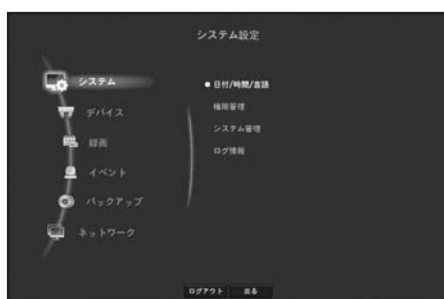 システム設定
システム
デバイス
録画
イベント
バックアップ
ネットワーク
● 日付/時間/言語
権限管理
システム管理
ログ情報
ログアウト 戻る